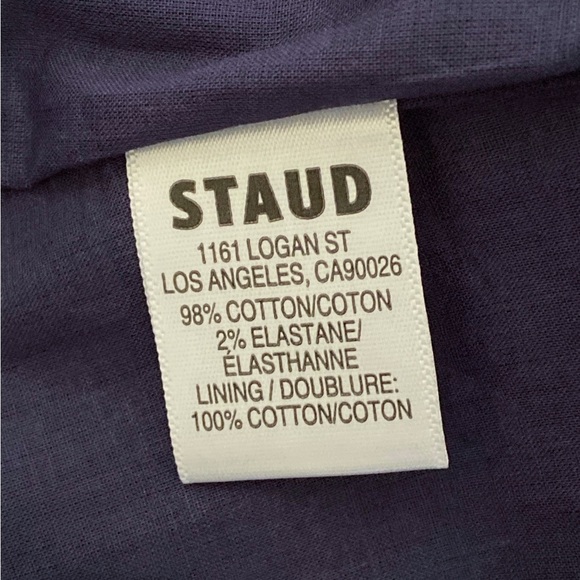 STAUD
1161 LOGAN ST
LOS ANGELES, CA90026
98% COTTON/COTON
2% ELASTANE/
ÉLASTHANNE
LINING / DOUBLURE:
100% COTTON/COTON